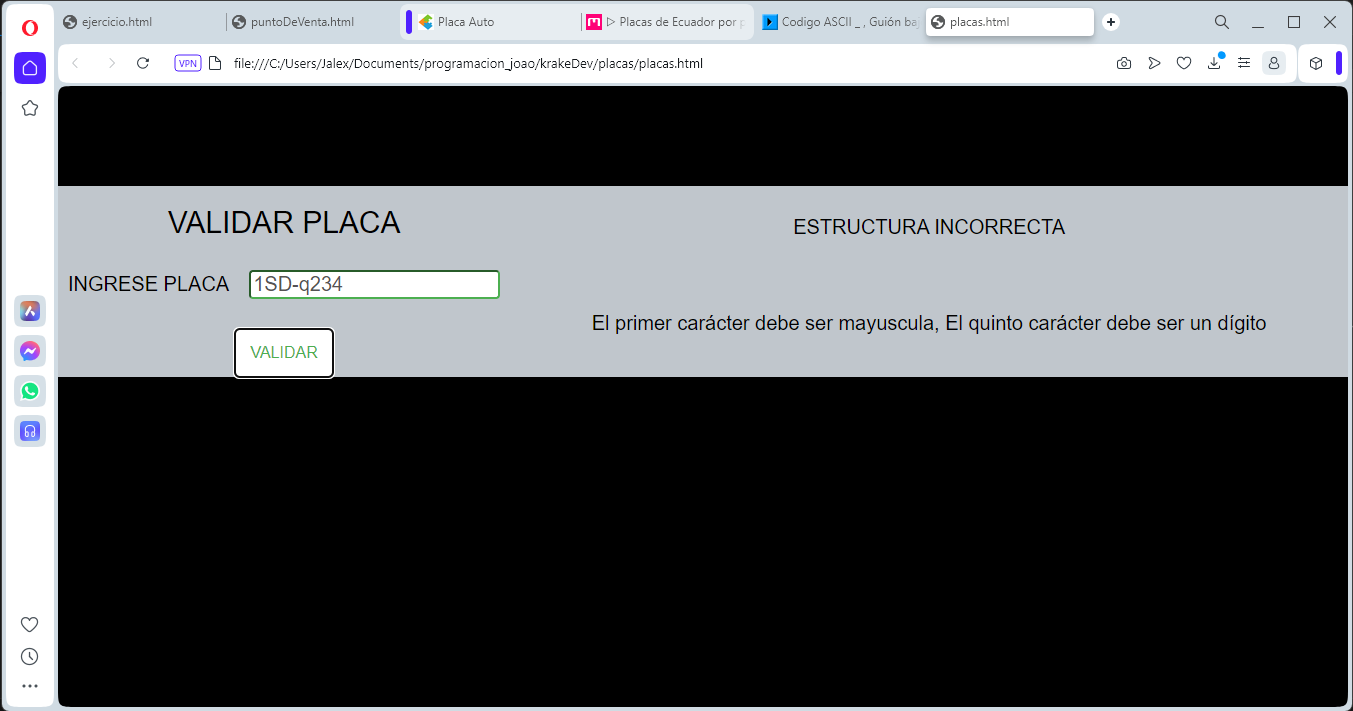 ejercicio.html
puntoDeVenta.html
Placa Auto
▷ Placas de Ecuador por p
Codigo ASCII _ , Guión baj
placas.html
VPN
file:///C:/Users/Jalex/Documents/programacion_joao/krakeDev/placas/placas.html
VALIDAR PLACA
ESTRUCTURA INCORRECTA
INGRESE PLACA
1SD-q234
El primer carácter debe ser mayuscula, El quinto carácter debe ser un dígito
VALIDAR